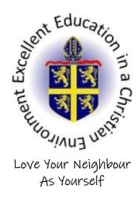 Excellent Education in a Christian Environment
Love Your Neighbour
As Yourself